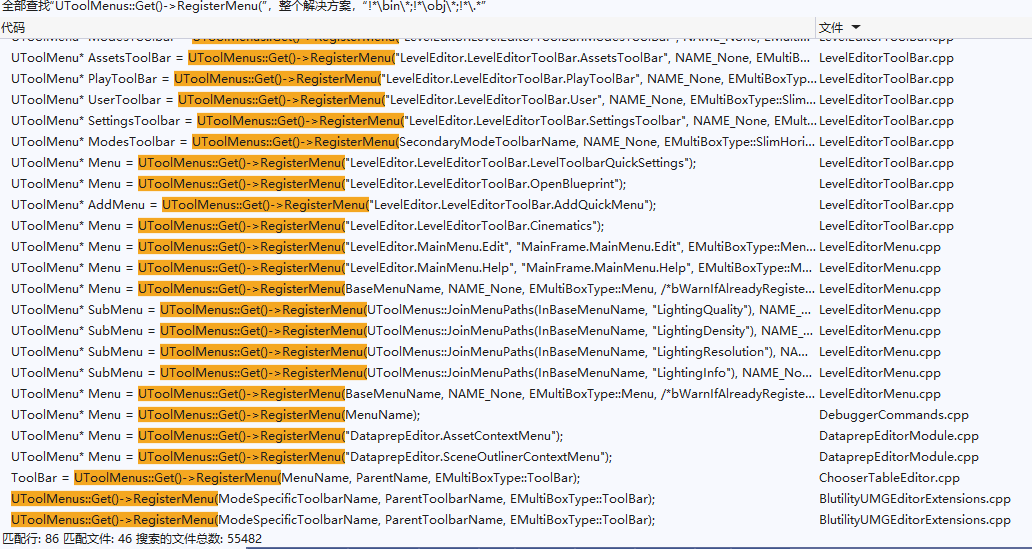 全部查找"UToolMenus::Get()->RegisterMenu(", 整个解决方案, "!*\bin\*;!*\obj\*;!*\.*"
代码 文件
UToolMenu* AssetsToolBar = UToolMenus::Get()->RegisterMenu("LevelEditor.LevelEditorToolBar.AssetsToolBar", NAME_None, EMultiB... LevelEditorToolBar.cpp
UToolMenu* PlayToolBar = UToolMenus::Get()->RegisterMenu("LevelEditor.LevelEditorToolBar.PlayToolBar", NAME_None, EMultiBoxTyp... LevelEditorToolBar.cpp
UToolMenu* UserToolbar = UToolMenus::Get()->RegisterMenu("LevelEditor.LevelEditorToolBar.User", NAME_None, EMultiBoxType::Slim... LevelEditorToolBar.cpp
UToolMenu* SettingsToolbar = UToolMenus::Get()->RegisterMenu("LevelEditor.LevelEditorToolBar.SettingsToolbar", NAME_None, EMult... LevelEditorToolBar.cpp
UToolMenu* ModesToolbar = UToolMenus::Get()->RegisterMenu(SecondaryModeToolbarName, NAME_None, EMultiBoxType::SlimHori... LevelEditorToolBar.cpp
UToolMenu* Menu = UToolMenus::Get()->RegisterMenu("LevelEditor.LevelEditorToolBar.LevelToolbarQuickSettings"); LevelEditorToolBar.cpp
UToolMenu* Menu = UToolMenus::Get()->RegisterMenu("LevelEditor.LevelEditorToolBar.OpenBlueprint"); LevelEditorToolBar.cpp
UToolMenu* AddMenu = UToolMenus::Get()->RegisterMenu("LevelEditor.LevelEditorToolBar.AddQuickMenu"); LevelEditorToolBar.cpp
UToolMenu* Menu = UToolMenus::Get()->RegisterMenu("LevelEditor.LevelEditorToolBar.Cinematics"); LevelEditorToolBar.cpp
UToolMenu* Menu = UToolMenus::Get()->RegisterMenu("LevelEditor.MainMenu.Edit", "MainFrame.MainMenu.Edit", EMultiBoxType::Men... LevelEditorMenu.cpp
UToolMenu* Menu = UToolMenus::Get()->RegisterMenu("LevelEditor.MainMenu.Help", "MainFrame.MainMenu.Help", EMultiBoxType::M... LevelEditorMenu.cpp
UToolMenu* Menu = UToolMenus::Get()->RegisterMenu(BaseMenuName, NAME_None, EMultiBoxType::Menu, /*bWarnIfAlreadyRegiste... LevelEditorMenu.cpp
UToolMenu* SubMenu = UToolMenus::Get()->RegisterMenu(UToolMenus::JoinMenuPaths(InBaseMenuName, "LightingQuality"), NAME_... LevelEditorMenu.cpp
UToolMenu* SubMenu = UToolMenus::Get()->RegisterMenu(UToolMenus::JoinMenuPaths(InBaseMenuName, "LightingDensity"), NAME_... LevelEditorMenu.cpp
UToolMenu* SubMenu = UToolMenus::Get()->RegisterMenu(UToolMenus::JoinMenuPaths(InBaseMenuName, "LightingResolution"), NA... LevelEditorMenu.cpp
UToolMenu* SubMenu = UToolMenus::Get()->RegisterMenu(UToolMenus::JoinMenuPaths(InBaseMenuName, "LightingInfo"), NAME_No... LevelEditorMenu.cpp
UToolMenu* Menu = UToolMenus::Get()->RegisterMenu(BaseMenuName, NAME_None, EMultiBoxType::Menu, /*bWarnIfAlreadyRegiste... LevelEditorMenu.cpp
UToolMenu* Menu = UToolMenus::Get()->RegisterMenu(MenuName); DebuggerCommands.cpp
UToolMenu* Menu = UToolMenus::Get()->RegisterMenu("DataprepEditor.AssetContextMenu"); DataprepEditorModule.cpp
UToolMenu* Menu = UToolMenus::Get()->RegisterMenu("DataprepEditor.SceneOutlinerContextMenu"); DataprepEditorModule.cpp
ToolBar = UToolMenus::Get()->RegisterMenu(MenuName, ParentName, EMultiBoxType::ToolBar); ChooserTableEditor.cpp
UToolMenus::Get()->RegisterMenu(ModeSpecificToolbarName, ParentToolbarName, EMultiBoxType::ToolBar); BlutilityUMGEditorExtensions.cpp
UToolMenus::Get()->RegisterMenu(ModeSpecificToolbarName, ParentToolbarName, EMultiBoxType::ToolBar); BlutilityUMGEditorExtensions.cpp
匹配行: 86 匹配文件: 46 搜索的文件总数: 55482